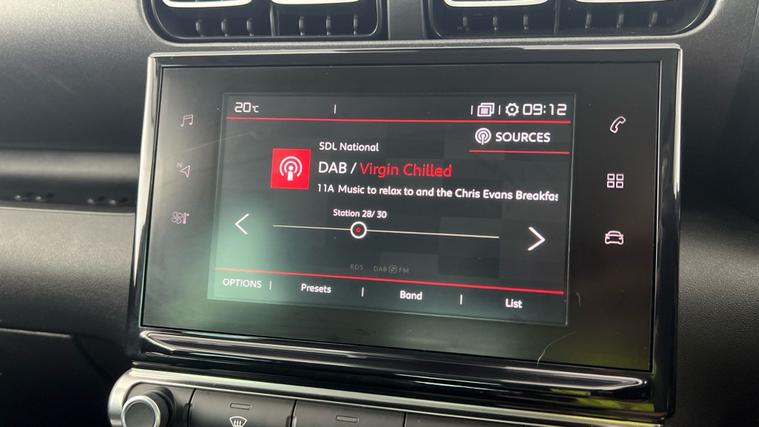 20°C
09:12
SOURCES
SDL National
DAB / Virgin Chilled
11A Music to relax to and the Chris Evans Breakfas
Station 28/ 30
RDS DAB FM
OPTIONS Presets Band List
N